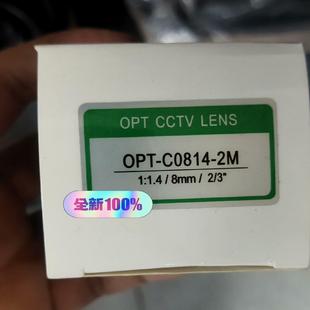 OPT CCTV LENS
OPT-C0814-2M
1:1.4 / 8mm / 2/3"
全新100%